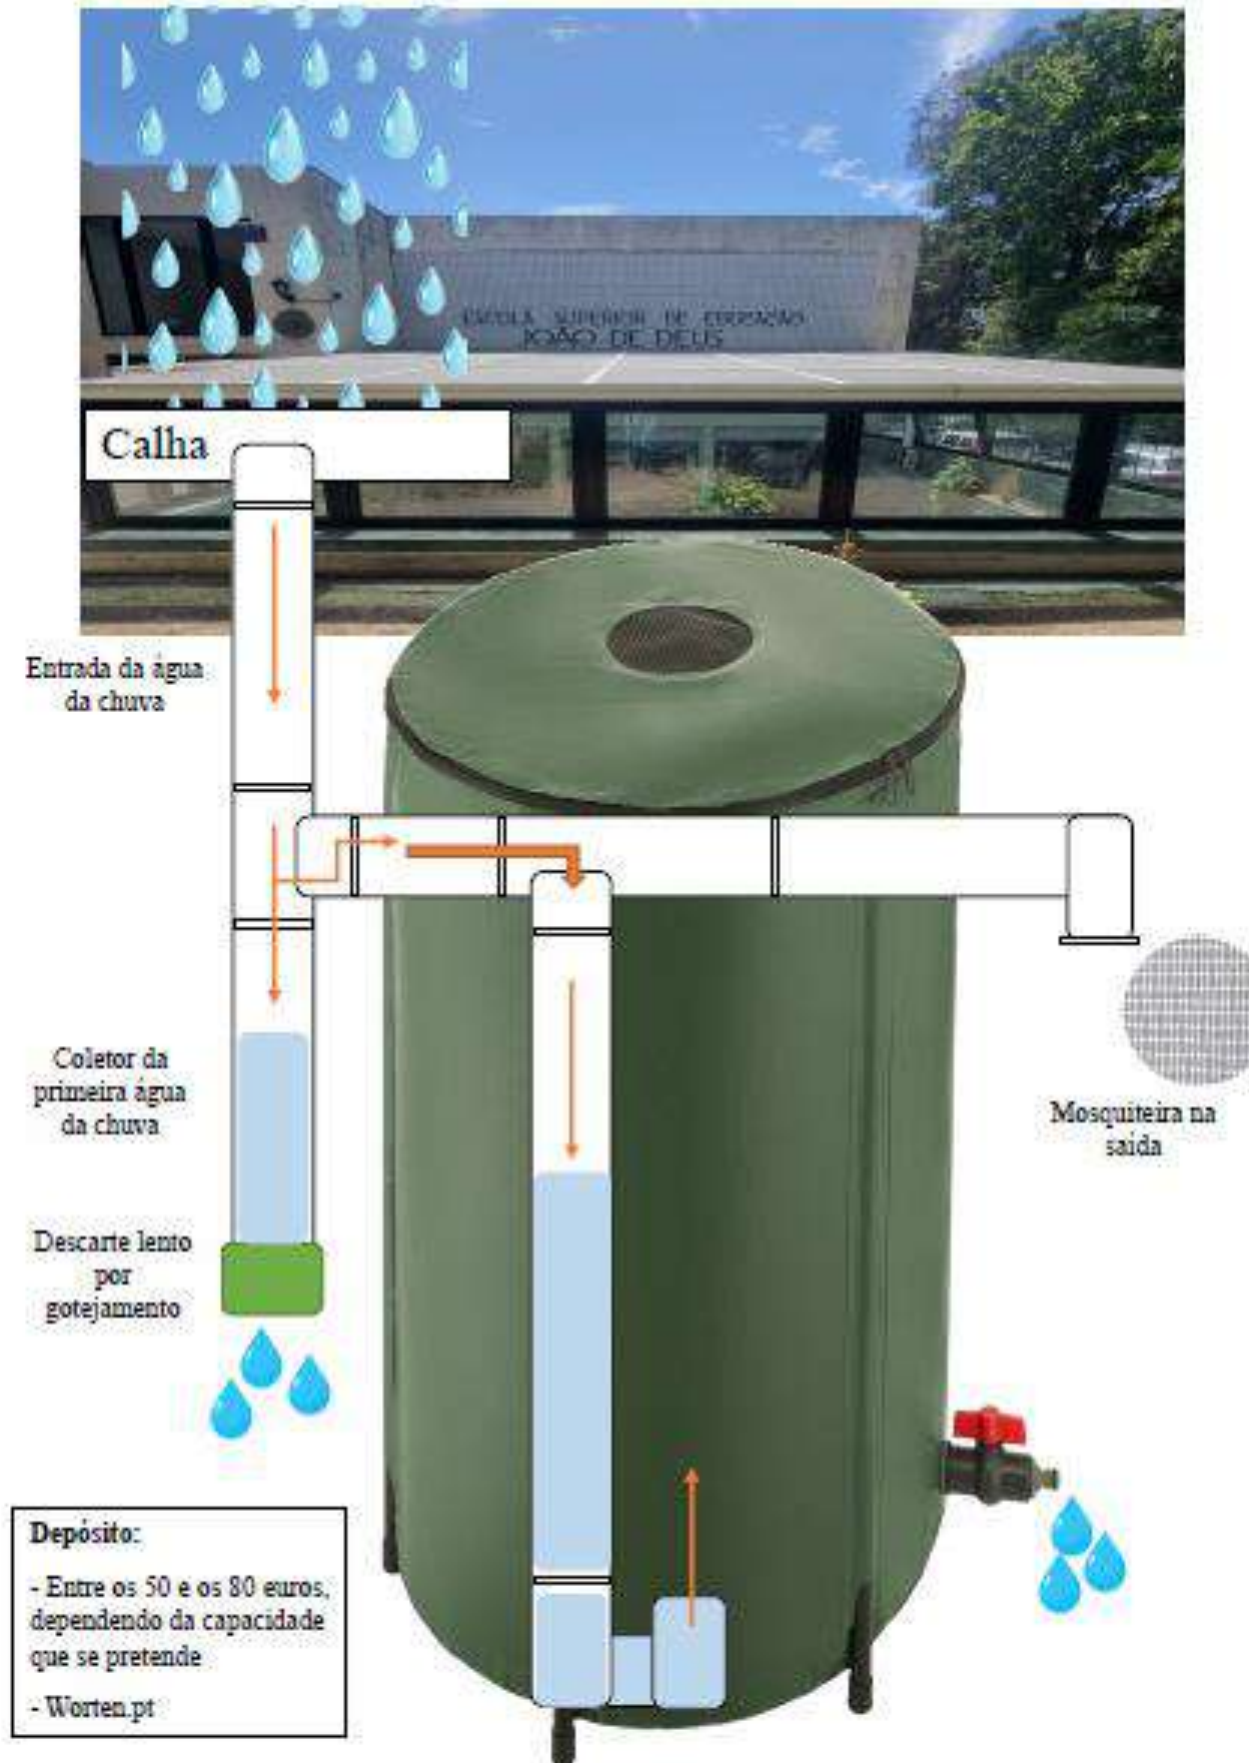 ESCOLA SUPERIOR DE EDUCAÇÃO
JOÃO DE DEUS
Calha
Entrada da água
da chuva
Coletor da
primeira água
da chuva
Mosquiteira na
saída
Descarte lento
por
gotejamento
Depósito:
- Entre os 50 e os 80 euros,
dependendo da capacidade
que se pretende
- Worten.pt